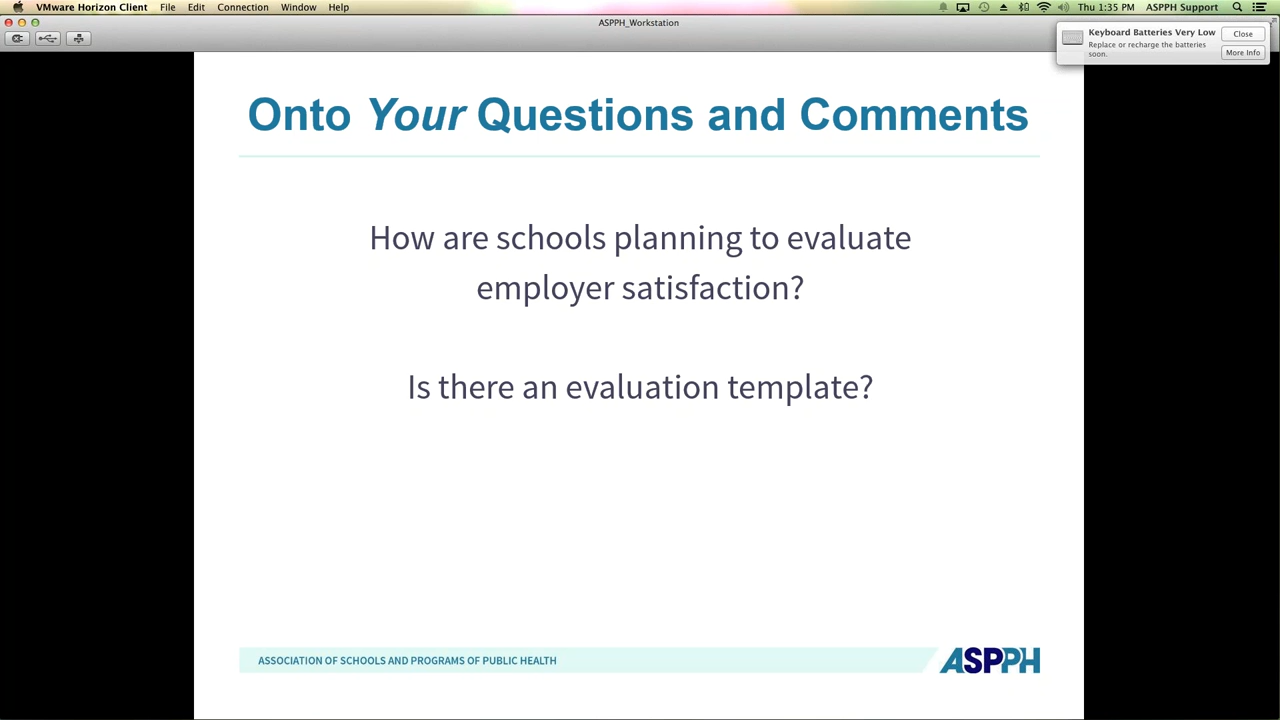 VMware Horizon Client File Edit Connection Window Help Thu 1:35 PM ASPPH Support
ASPPH_Workstation
Keyboard Batteries Very Low
Replace or recharge the batteries
soon.
Close
More Info
Onto Your Questions and Comments
How are schools planning to evaluate
employer satisfaction?
Is there an evaluation template?
ASSOCIATION OF SCHOOLS AND PROGRAMS OF PUBLIC HEALTH
ASPPH